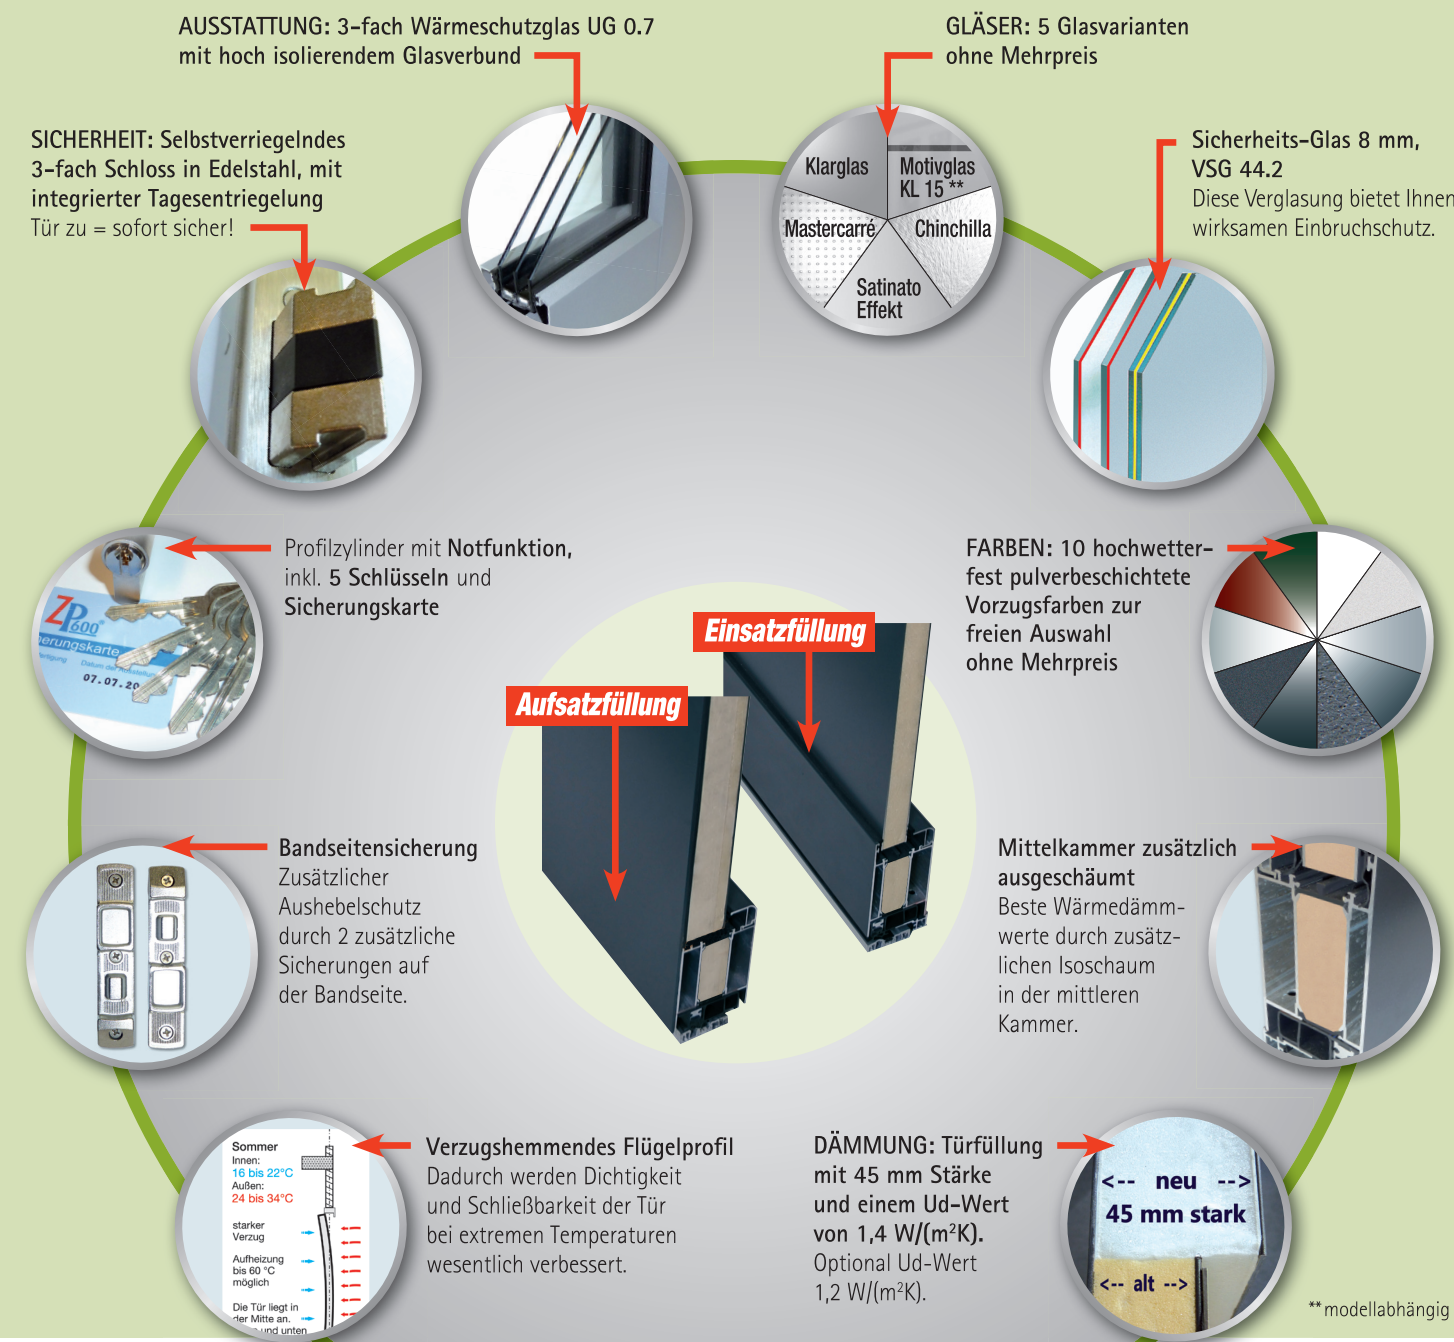 AUSSTATTUNG: 3-fach Wärmeschutzglas UG 0.7
mit hoch isolierendem Glasverbund
GLÄSER: 5 Glasvarianten
ohne Mehrpreis
SICHERHEIT: Selbstverriegelndes
3-fach Schloss in Edelstahl, mit
integrierter Tagesentriegelung
Tür zu = sofort sicher!
Klarglas
Motivglas
KL 15 **
Mastercarré
Chinchilla
Satinato
Effekt
Sicherheits-Glas 8 mm,
VSG 44.2
Diese Verglasung bietet Ihnen
wirksamen Einbruchschutz.
Profilzylinder mit Notfunktion,
inkl. 5 Schlüsseln und
Sicherungskarte
ZP600®
herungskarte
fertigung Datum der Ausstellung
07.07.20
FARBEN: 10 hochwetter-
fest pulverbeschichtete
Vorzugsfarben zur
freien Auswahl
ohne Mehrpreis
Einsatzfüllung
Aufsatzfüllung
Bandseitensicherung
Zusätzlicher
Aushebelschutz
durch 2 zusätzliche
Sicherungen auf
der Bandseite.
Mittelkammer zusätzlich
ausgeschäumt
Beste Wärmedämm-
werte durch zusätz-
lichen Isoschaum
in der mittleren
Kammer.
Sommer
Innen:
16 bis 22°C
Außen:
24 bis 34°C
starker
Verzug
Aufheizung
bis 60 °C
möglich
Die Tür liegt in
der Mitte an.
und unten
Verzugshemmendes Flügelprofil
Dadurch werden Dichtigkeit
und Schließbarkeit der Tür
bei extremen Temperaturen
wesentlich verbessert.
DÄMMUNG: Türfüllung
mit 45 mm Stärke
und einem Ud-Wert
von 1,4 W/(m²K).
Optional Ud-Wert
1,2 W/(m²K).
<-- neu -->
45 mm stark
<-- alt -->
** modellabhängig